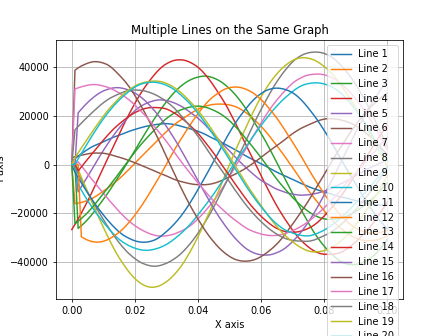 Multiple Lines on the Same Graph
40000
20000
0
−20000
−40000
0.00
0.02
0.04
0.06
X axis
Line 1
Line 2
Line 3
Line 4
Line 5
Line 6
Line 7
Line 8
Line 9
Line 10
Line 11
Line 12
Line 13
Line 14
Line 15
Line 16
Line 17
Line 18
Line 19
Line 20